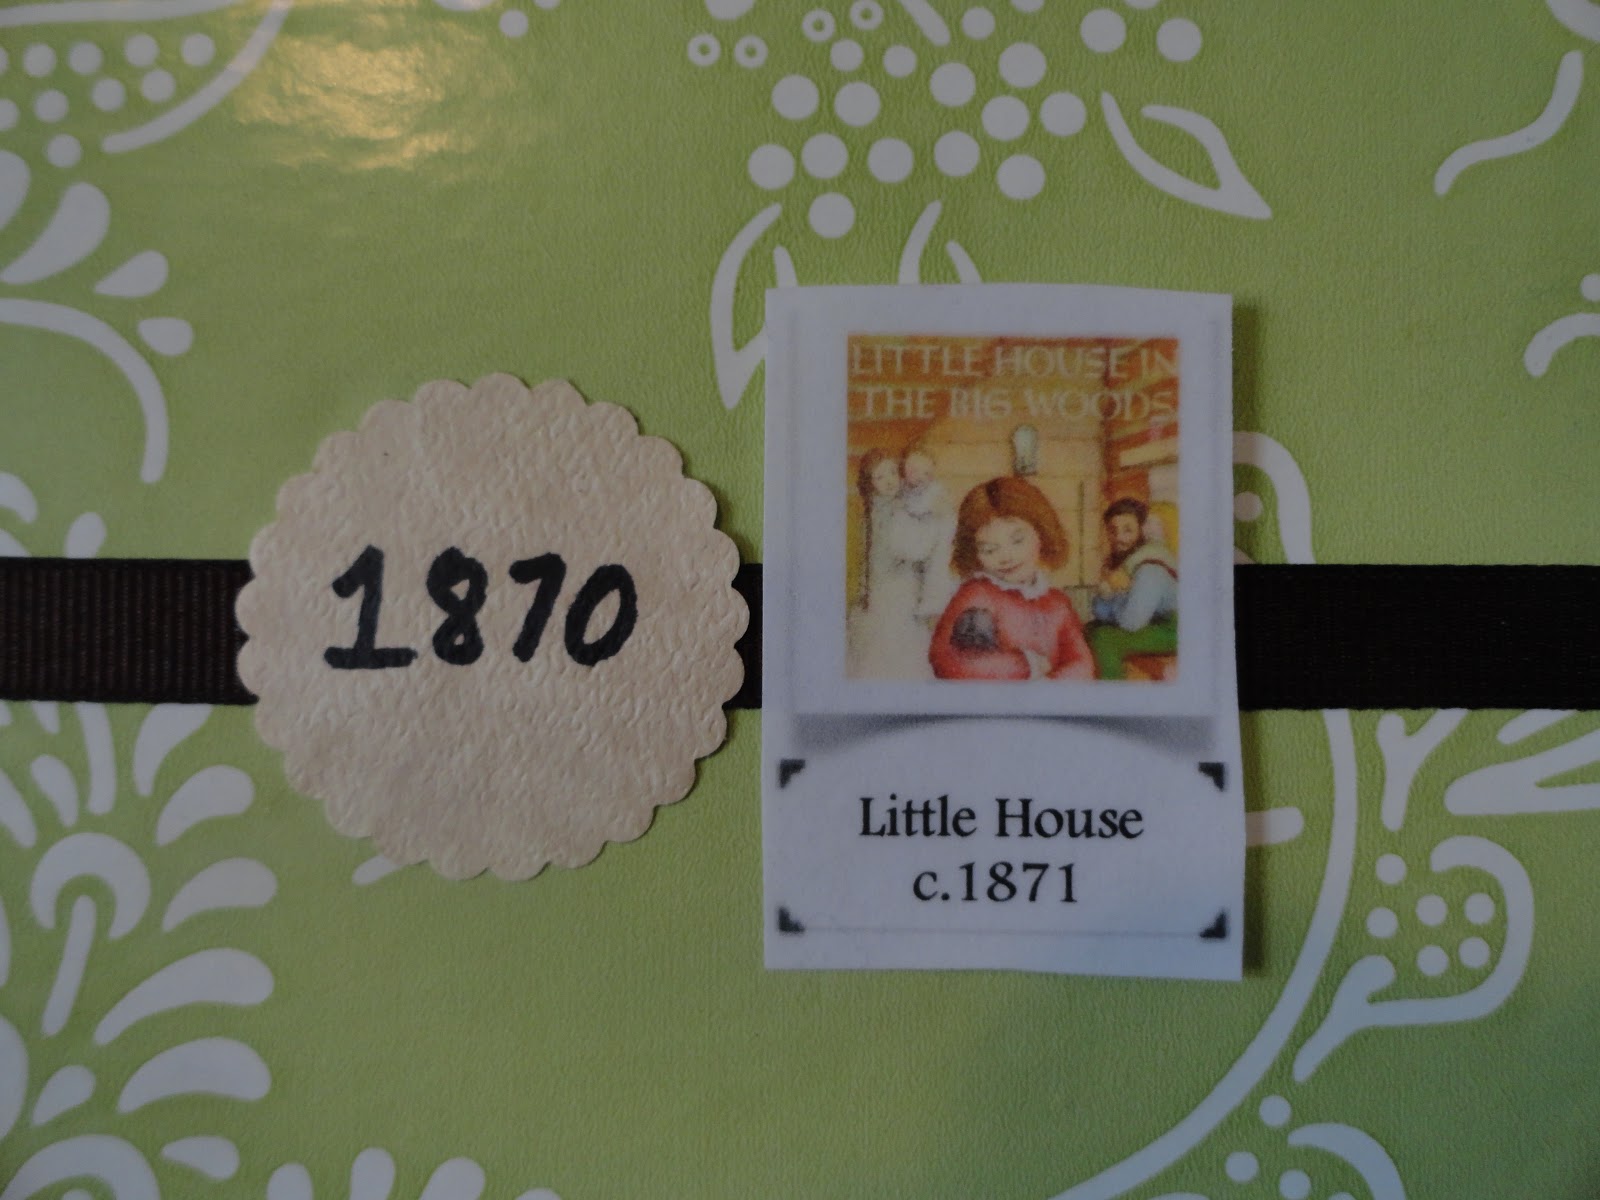 1870
LITTLE HOUSE IN
THE BIG WOODS
Little House
c.1871